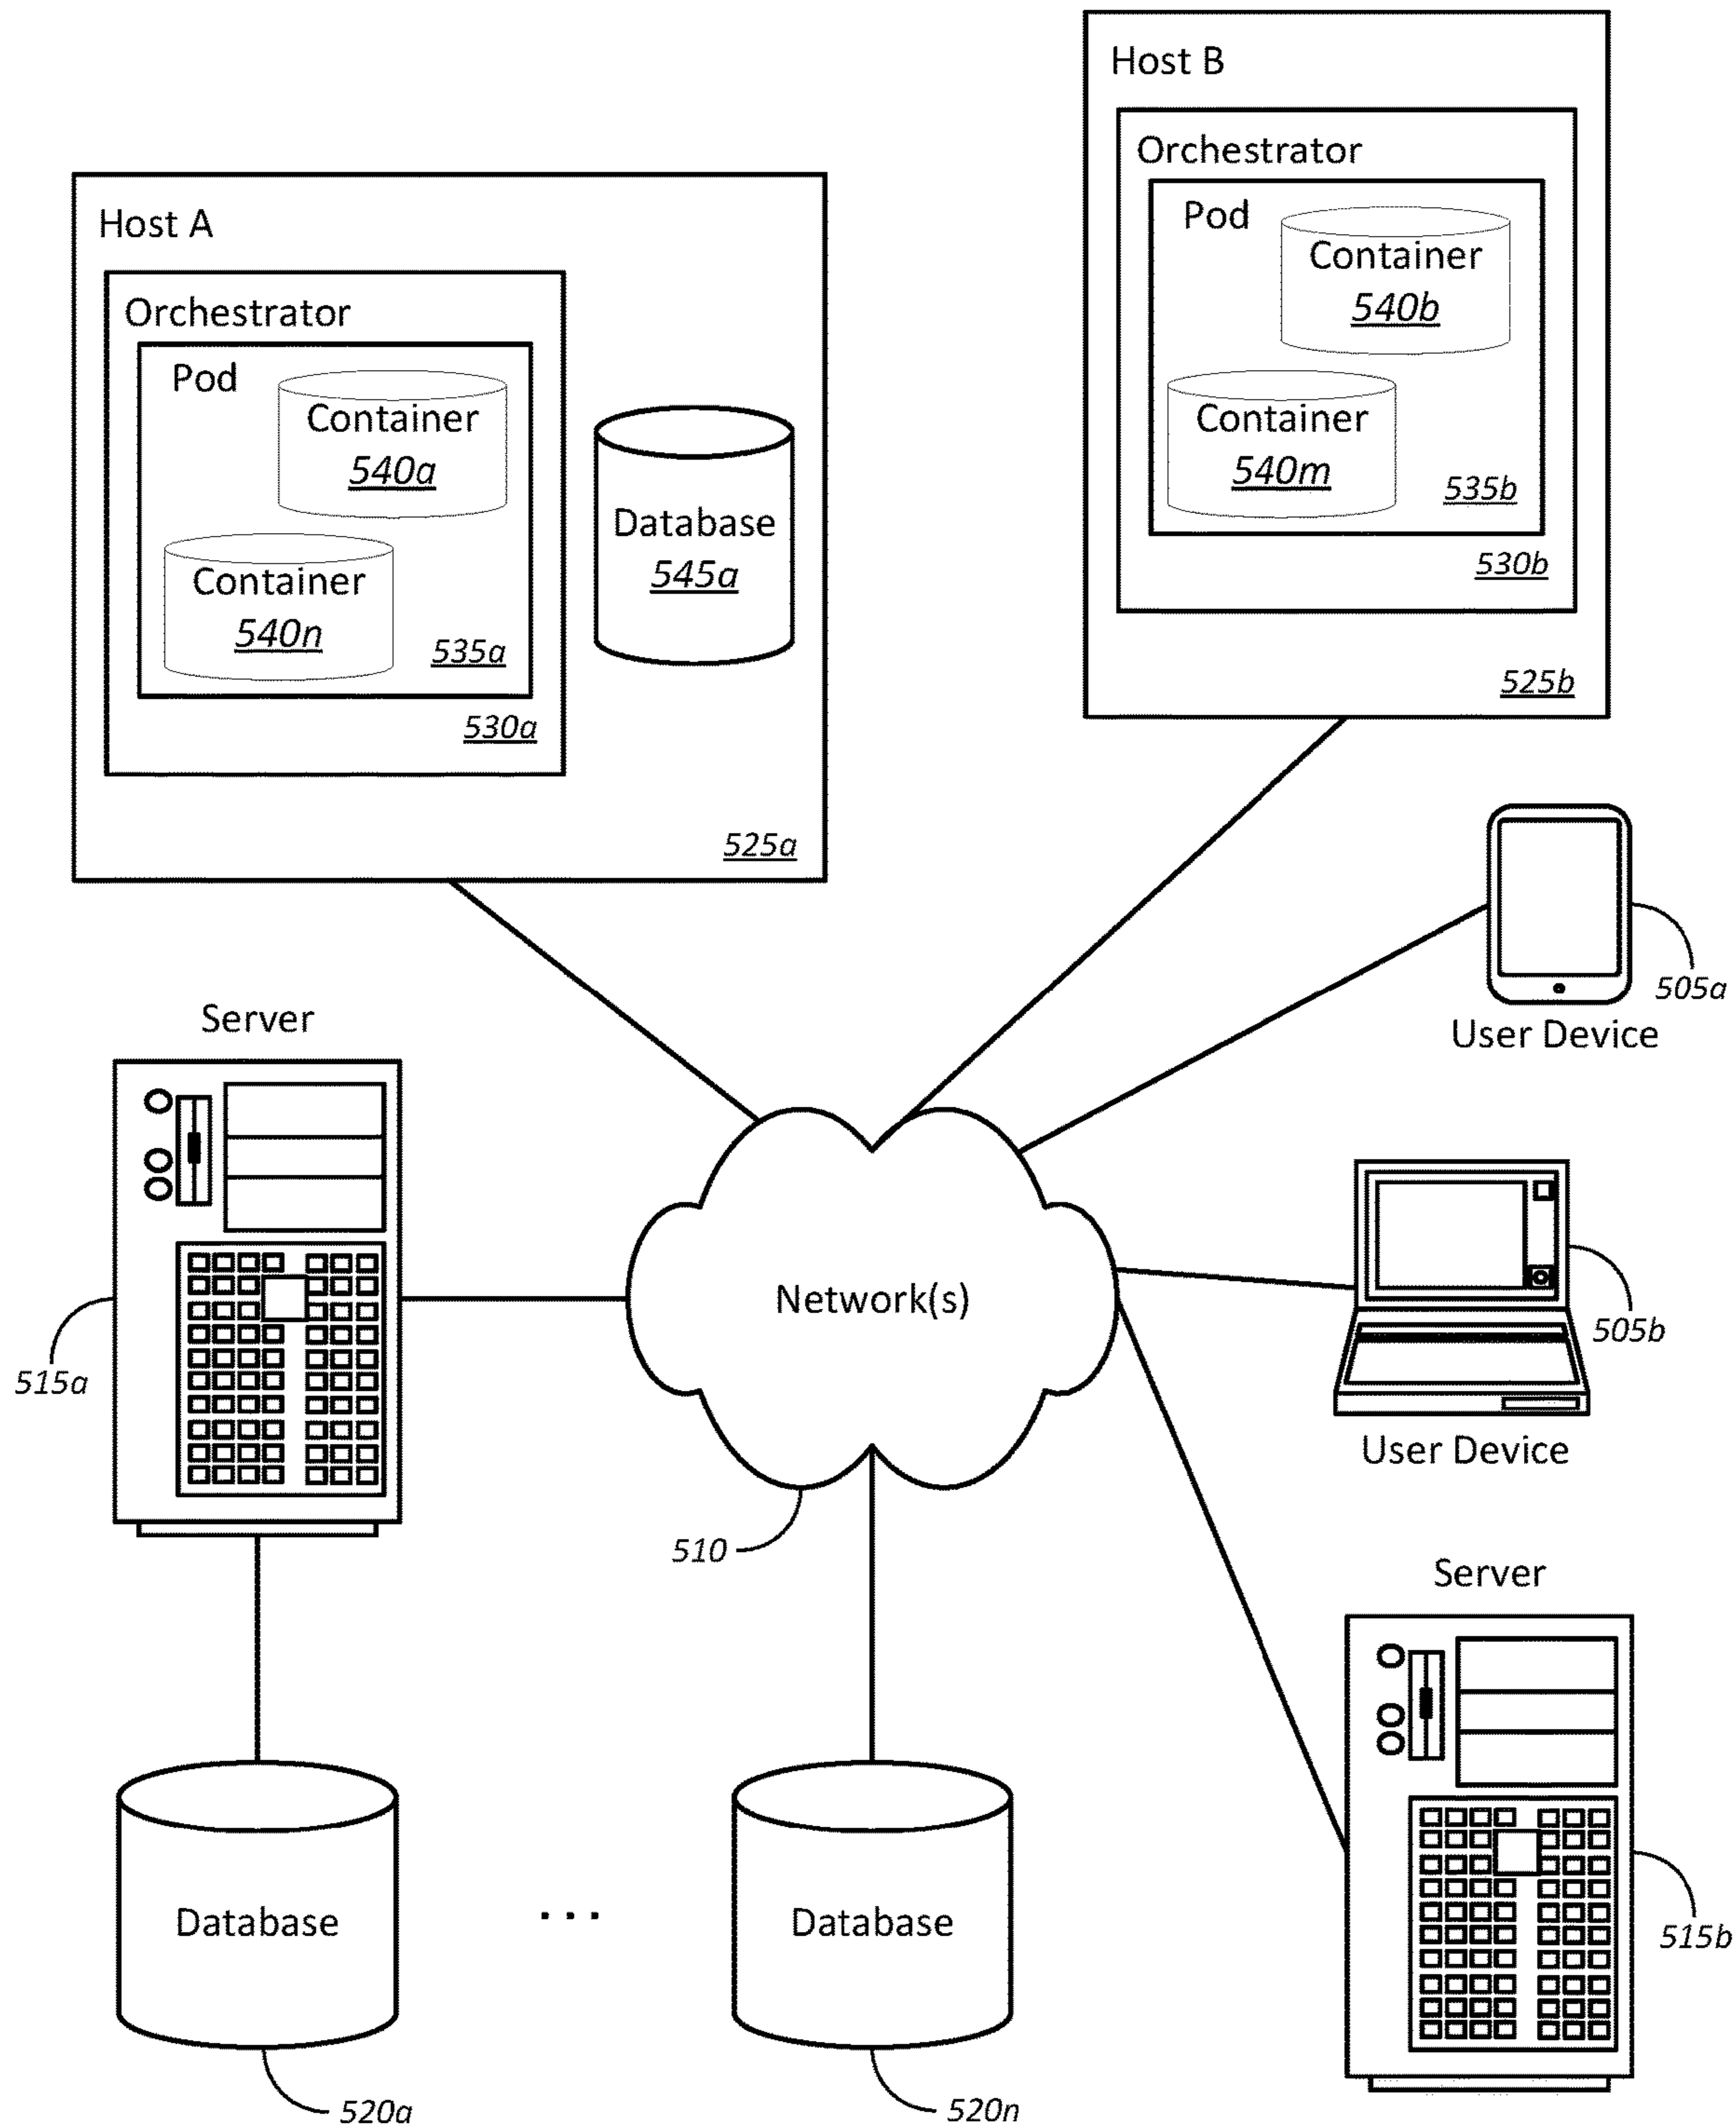 Host B
Orchestrator
Pod
Container
540b
Container
540m
535b
530b
525b
Host A
Orchestrator
Pod
Container
540a
Container
540n
535a
530a
Database
545a
525a
505a
User Device
Server
515a
Network(s)
510
505b
User Device
Server
515b
Database
520a
...
Database
520n